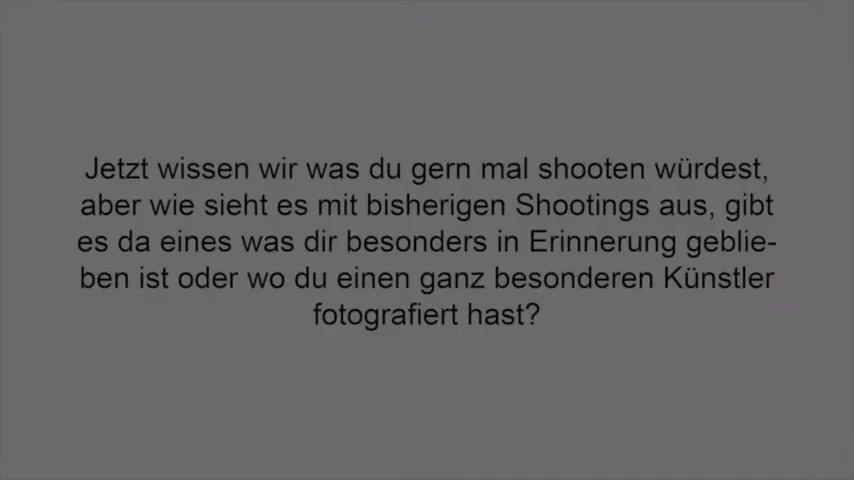 Jetzt wissen wir was du gern mal shooten würdest,
aber wie sieht es mit bisherigen Shootings aus, gibt
es da eines was dir besonders in Erinnerung geblie-
ben ist oder wo du einen ganz besonderen Künstler
fotografiert hast?